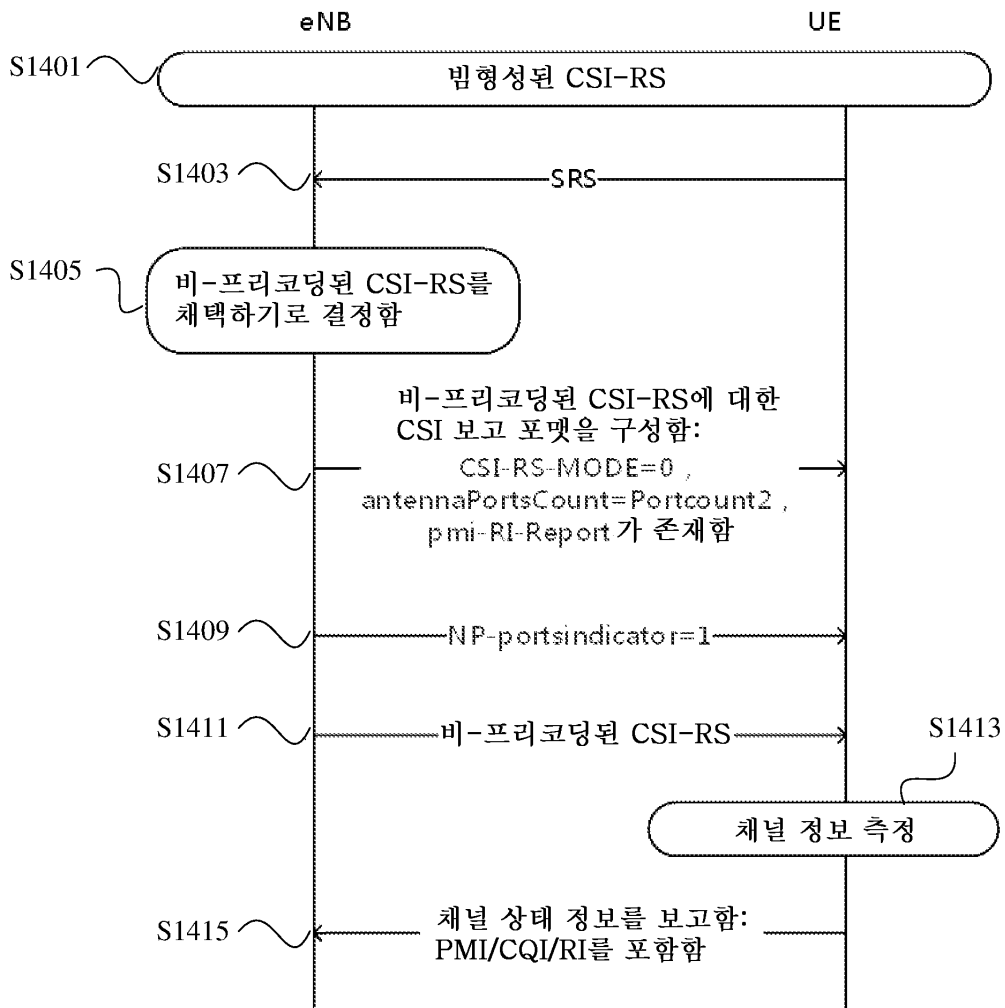 eNB
UE
S1401
빔형성된 CSI-RS
S1403
SRS
S1405
비-프리코딩된 CSI-RS를
채택하기로 결정함
비-프리코딩된 CSI-RS에 대한
CSI 보고 포맷을 구성함:
S1407
CSI-RS-MODE=0 ,
antennaPortsCount=Portcount2 ,
pmi-RI-Report 가 존재함
S1409
NP-portsindicator=1
S1411
비-프리코딩된 CSI-RS
S1413
채널 정보 측정
S1415
채널 상태 정보를 보고함:
PMI/CQI/RI를 포함함